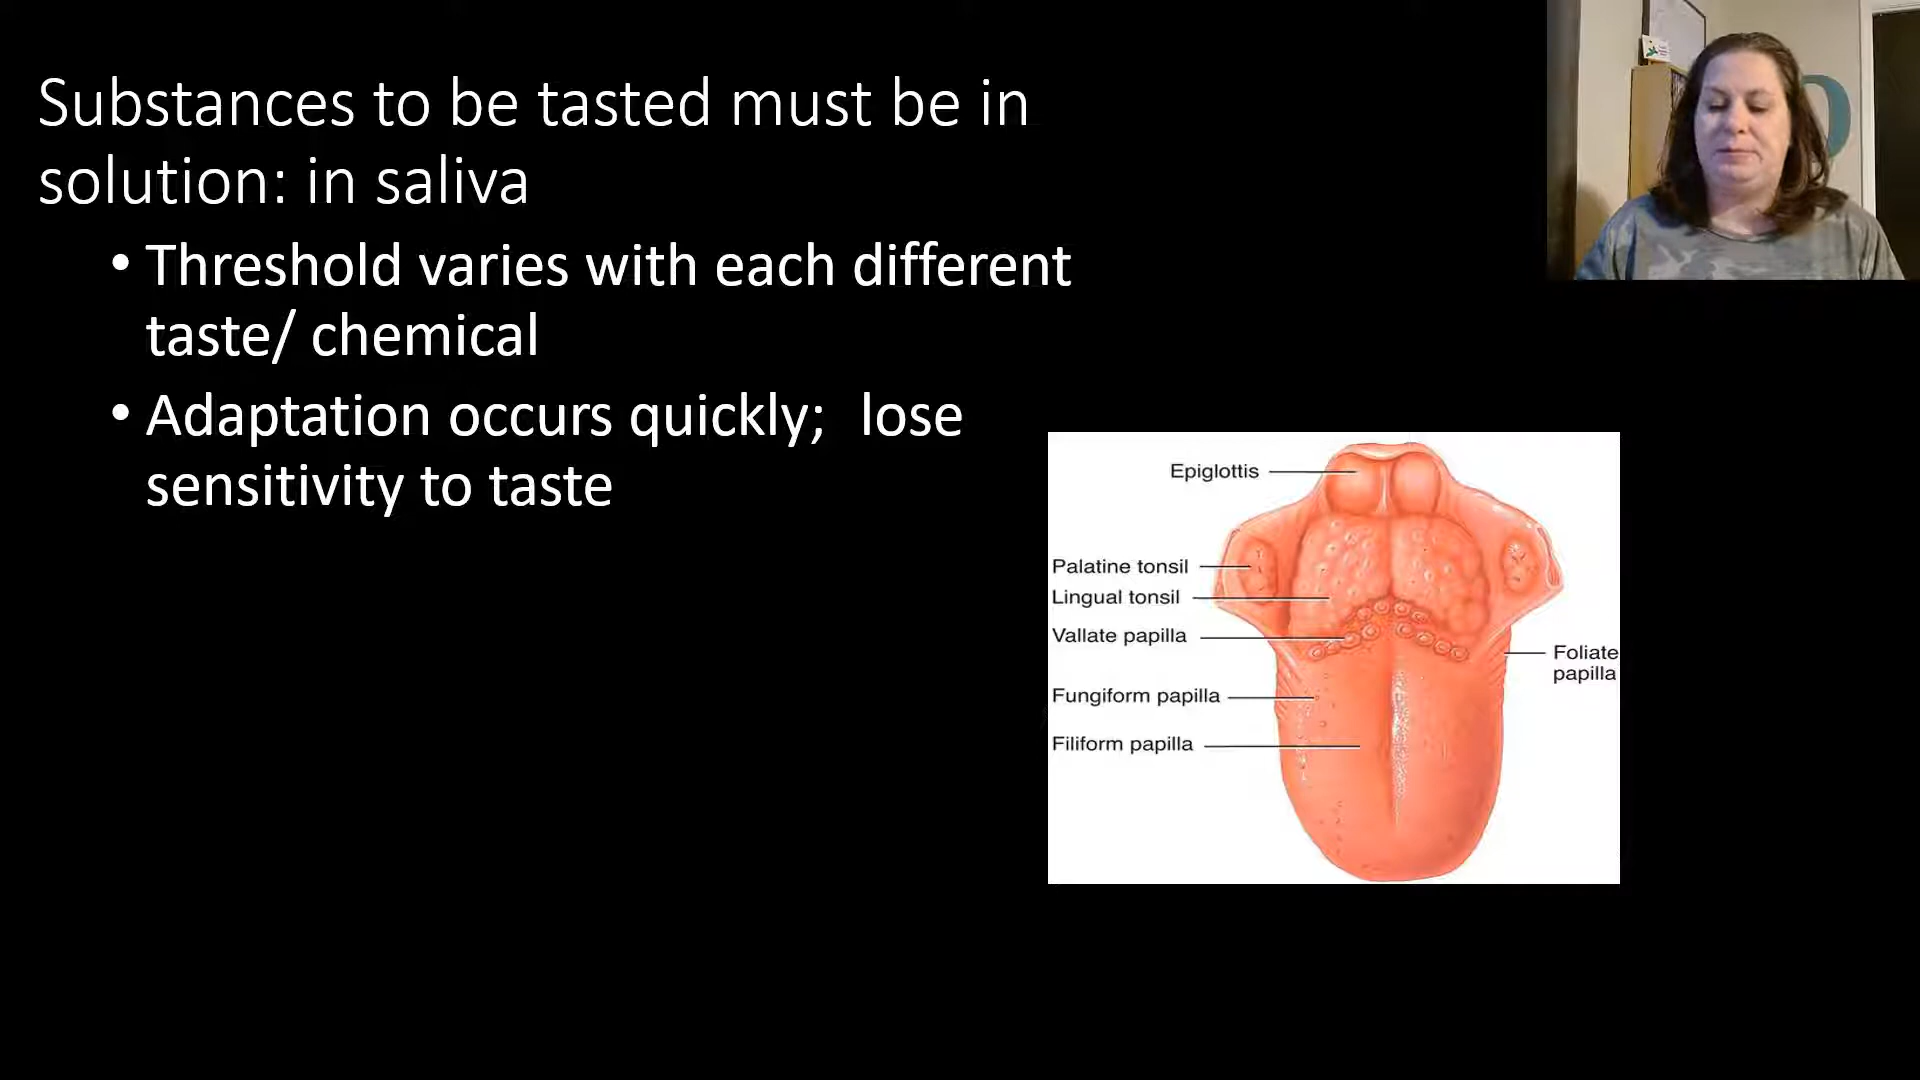 Substances to be tasted must be in
solution: in saliva
• Threshold varies with each different
taste/ chemical
• Adaptation occurs quickly;  lose
sensitivity to taste
Epiglottis
Palatine tonsil
Lingual tonsil
Vallate papilla
Foliate
papilla
Fungiform papilla
Filiform papilla